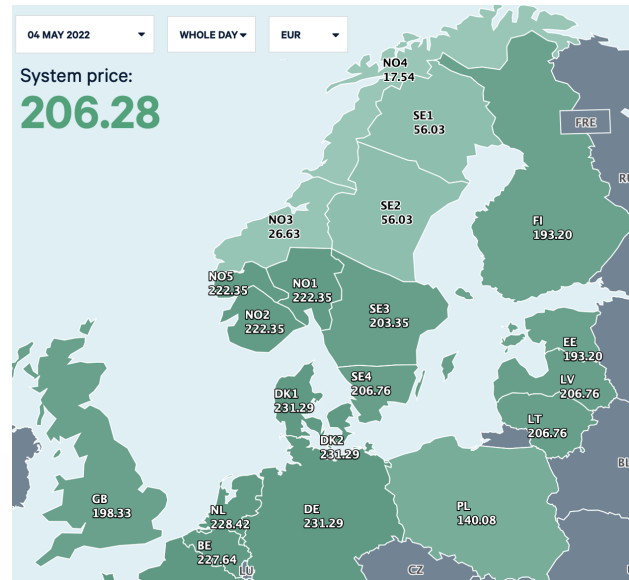 04 MAY 2022
WHOLE DAY
EUR
System price:
206.28
NO4
17.54
SE1
56.03
FRE
SE2
56.03
NO3
26.63
FI
193.20
NO5
222.35
NO1
222.35
NO2
222.35
SE3
203.35
EE
193.20
LV
206.76
SE4
206.76
DK1
231.29
LT
206.76
DK2
231.29
GB
198.33
NL
228.42
DE
231.29
PL
140.08
BE
227.64
LU
CZ